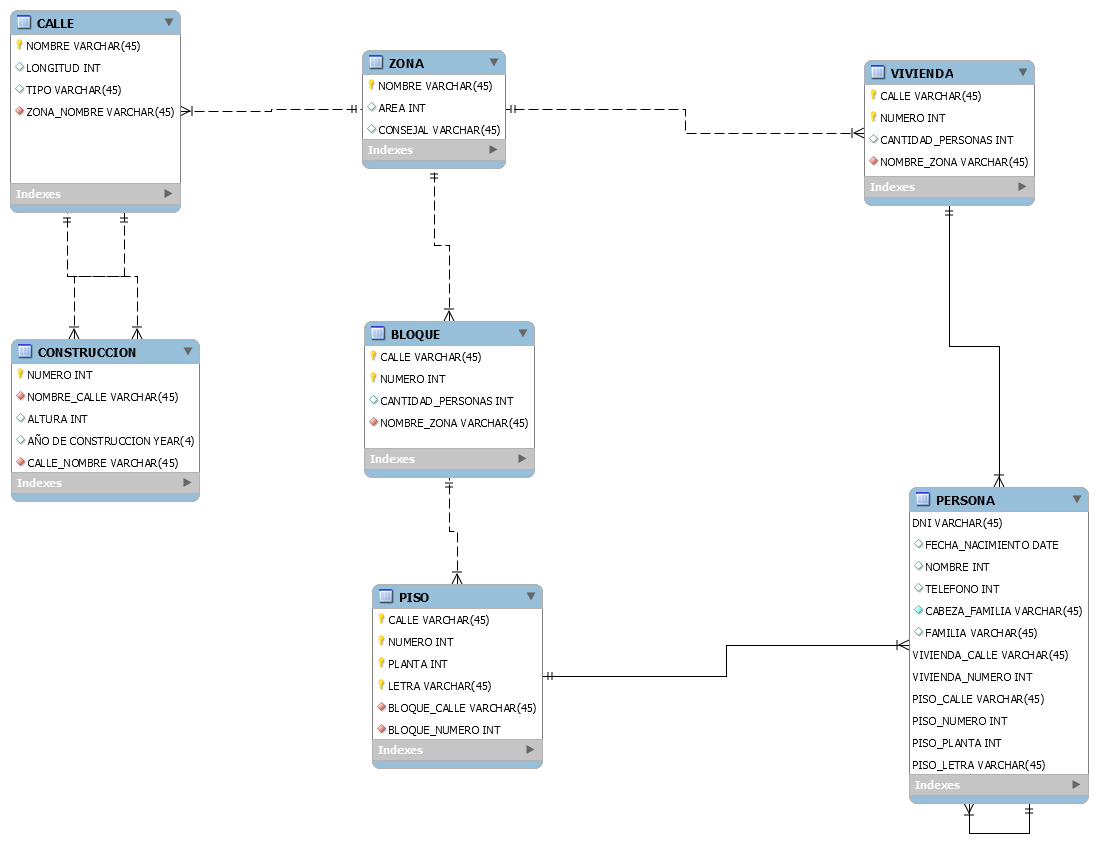 CALLE
NOMBRE VARCHAR(45)
LONGITUD INT
TIPO VARCHAR(45)
ZONA_NOMBRE VARCHAR(45)
Indexes
ZONA
NOMBRE VARCHAR(45)
AREA INT
CONSEJAL VARCHAR(45)
Indexes
VIVIENDA
CALLE VARCHAR(45)
NUMERO INT
CANTIDAD_PERSONAS INT
NOMBRE_ZONA VARCHAR(45)
Indexes
CONSTRUCCION
NUMERO INT
NOMBRE_CALLE VARCHAR(45)
ALTURA INT
AÑO DE CONSTRUCCION YEAR(4)
CALLE_NOMBRE VARCHAR(45)
Indexes
BLOQUE
CALLE VARCHAR(45)
NUMERO INT
CANTIDAD_PERSONAS INT
NOMBRE_ZONA VARCHAR(45)
Indexes
PISO
CALLE VARCHAR(45)
NUMERO INT
PLANTA INT
LETRA VARCHAR(45)
BLOQUE_CALLE VARCHAR(45)
BLOQUE_NUMERO INT
Indexes
PERSONA
DNI VARCHAR(45)
FECHA_NACIMIENTO DATE
NOMBRE INT
TELEFONO INT
CABEZA_FAMILIA VARCHAR(45)
FAMILIA VARCHAR(45)
VIVIENDA_CALLE VARCHAR(45)
VIVIENDA_NUMERO INT
PISO_CALLE VARCHAR(45)
PISO_NUMERO INT
PISO_PLANTA INT
PISO_LETRA VARCHAR(45)
Indexes